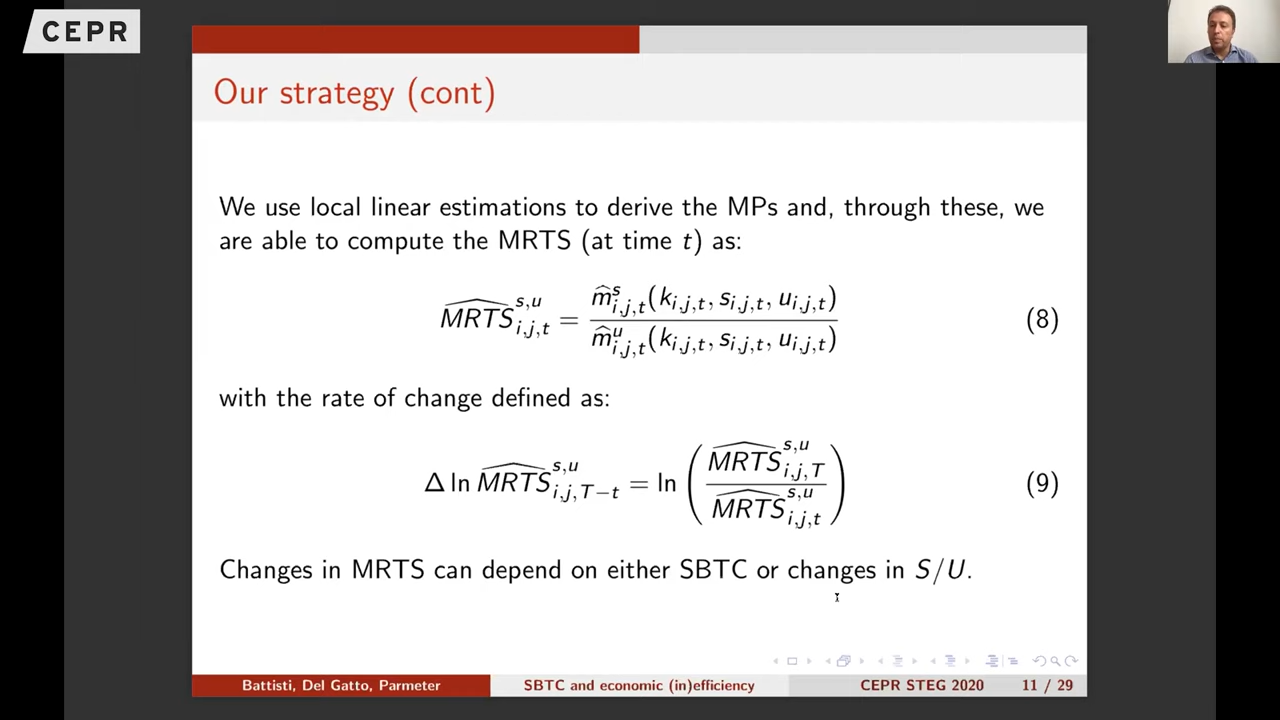 CEPR
Our strategy (cont)
We use local linear estimations to derive the MPs and, through these, we
are able to compute the MRTS (at time t) as:
\widehat{MRTS}^{s,u}_{i,j,t} = \frac{\widehat{m}^{s}_{i,j,t}(k_{i,j,t}, s_{i,j,t}, u_{i,j,t})}{\widehat{m}^{u}_{i,j,t}(k_{i,j,t}, s_{i,j,t}, u_{i,j,t})} (8)
with the rate of change defined as:
\Delta \ln \widehat{MRTS}^{s,u}_{i,j,T-t} = \ln \left( \frac{\widehat{MRTS}^{s,u}_{i,j,T}}{\widehat{MRTS}^{s,u}_{i,j,t}} \right) (9)
Changes in MRTS can depend on either SBTC or changes in S/U.
Battisti, Del Gatto, Parmeter SBTC and economic (in)efficiency CEPR STEG 2020 11 / 29